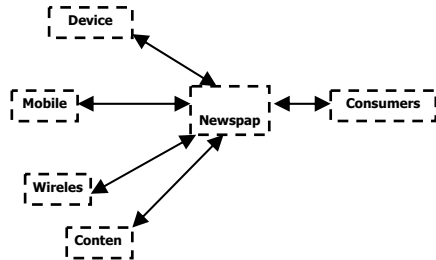 Device
Mobile
Newspap
Consumers
Wireles
Conten